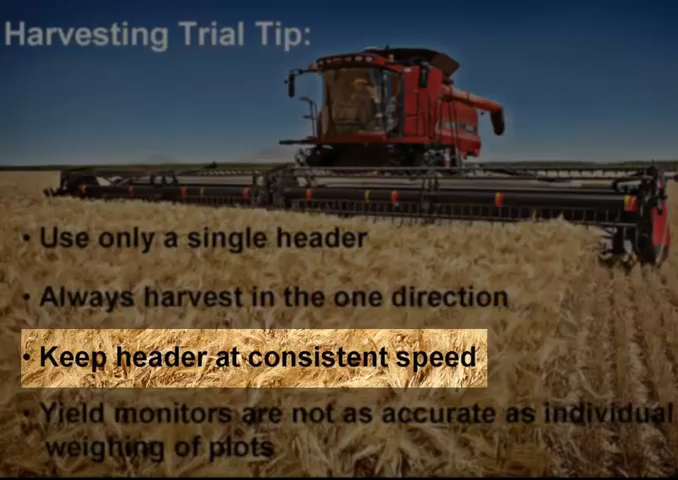 Harvesting Trial Tip:
• Use only a single header
• Always harvest in the one direction
• Keep header at consistent speed
• Yield monitors are not as accurate as individual
weighing of plots